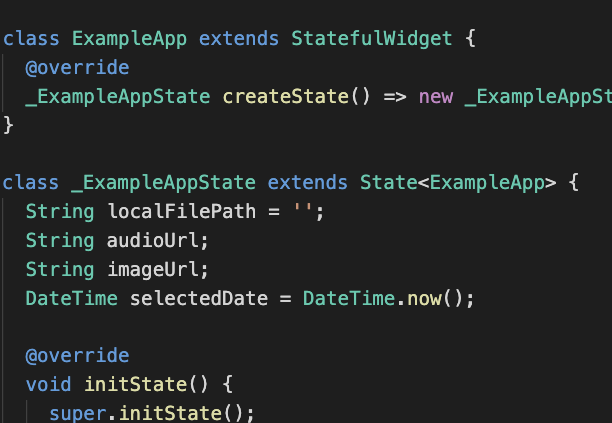 class ExampleApp extends StatefulWidget {
  @override
  _ExampleAppState createState() => new _ExampleAppSt
}

class _ExampleAppState extends State<ExampleApp> {
  String localFilePath = '';
  String audioUrl;
  String imageUrl;
  DateTime selectedDate = DateTime.now();

  @override
  void initState() {
    super.initState();